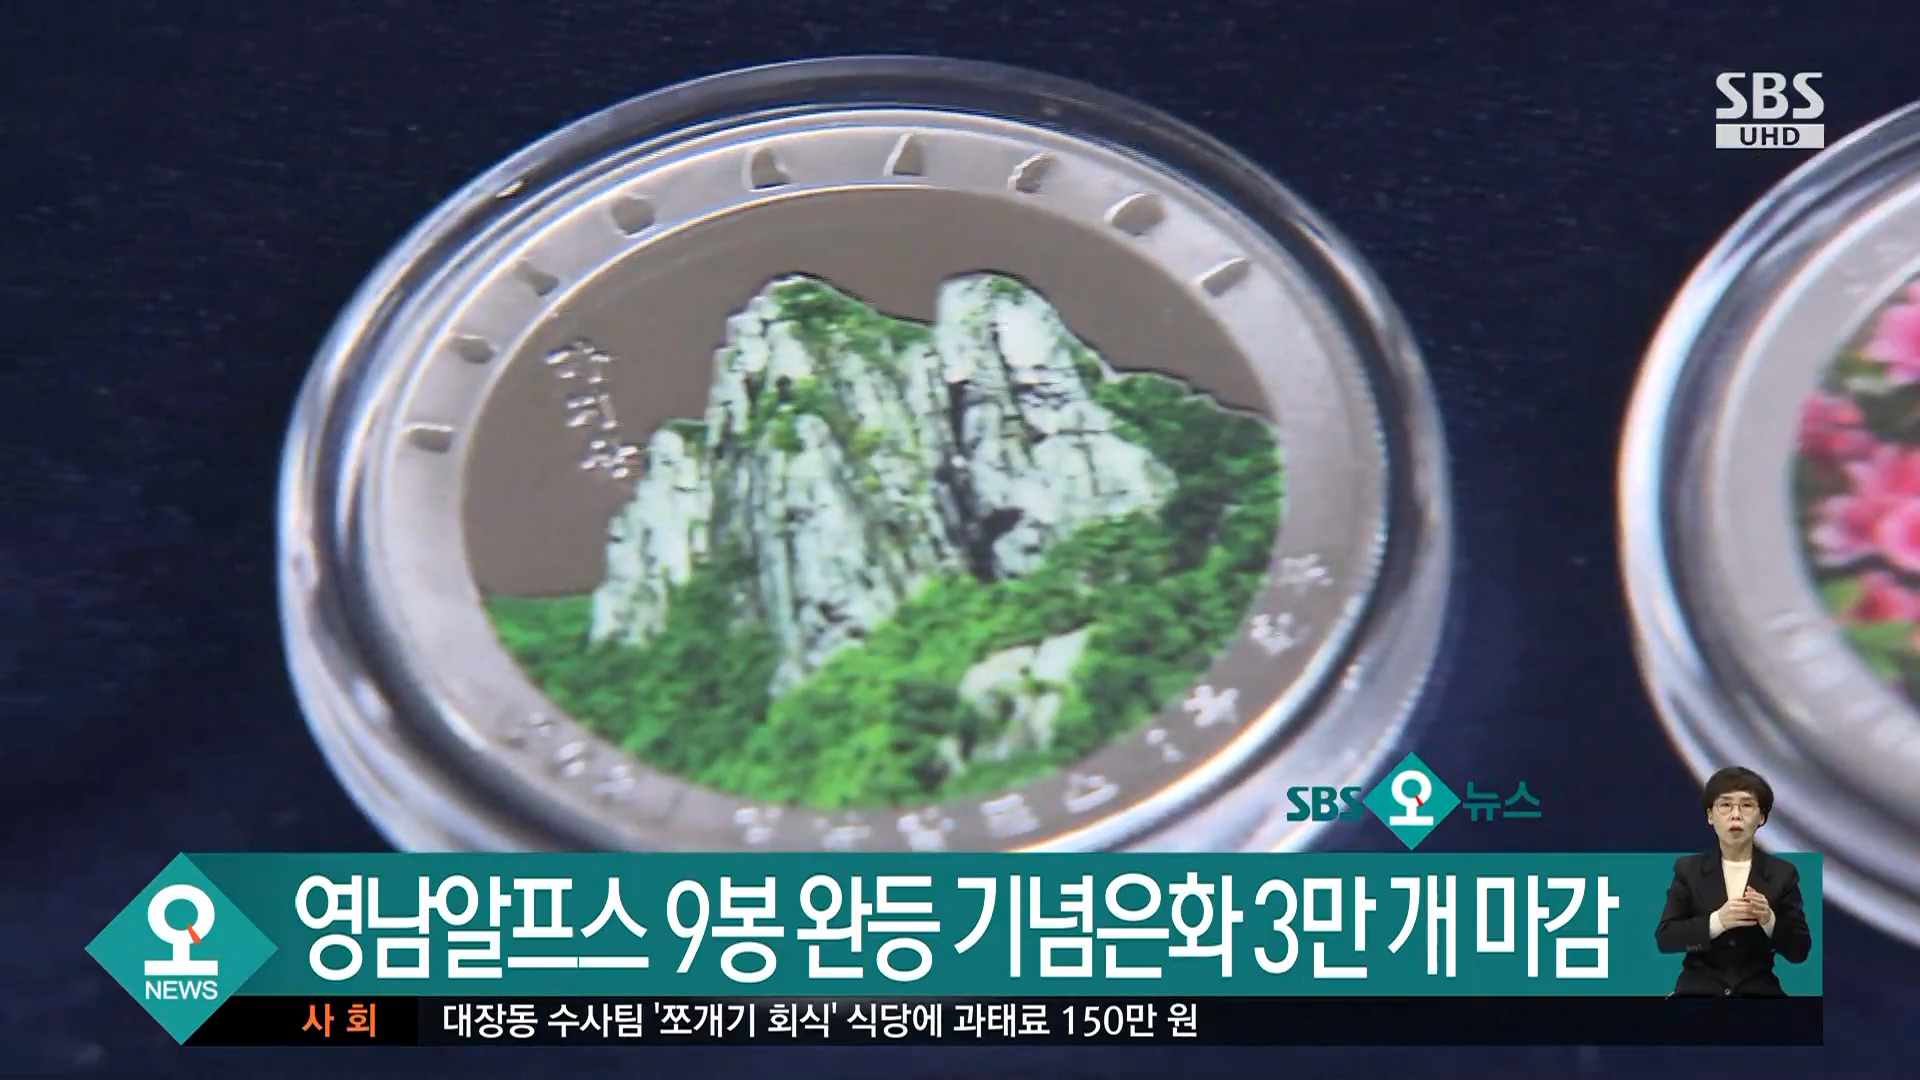 SBS
UHD
SBS 오 뉴스
오
NEWS
영남알프스 9봉 완등 기념은화 3만 개 마감
사회 대장동 수사팀 '쪼개기 회식' 식당에 과태료 150만 원